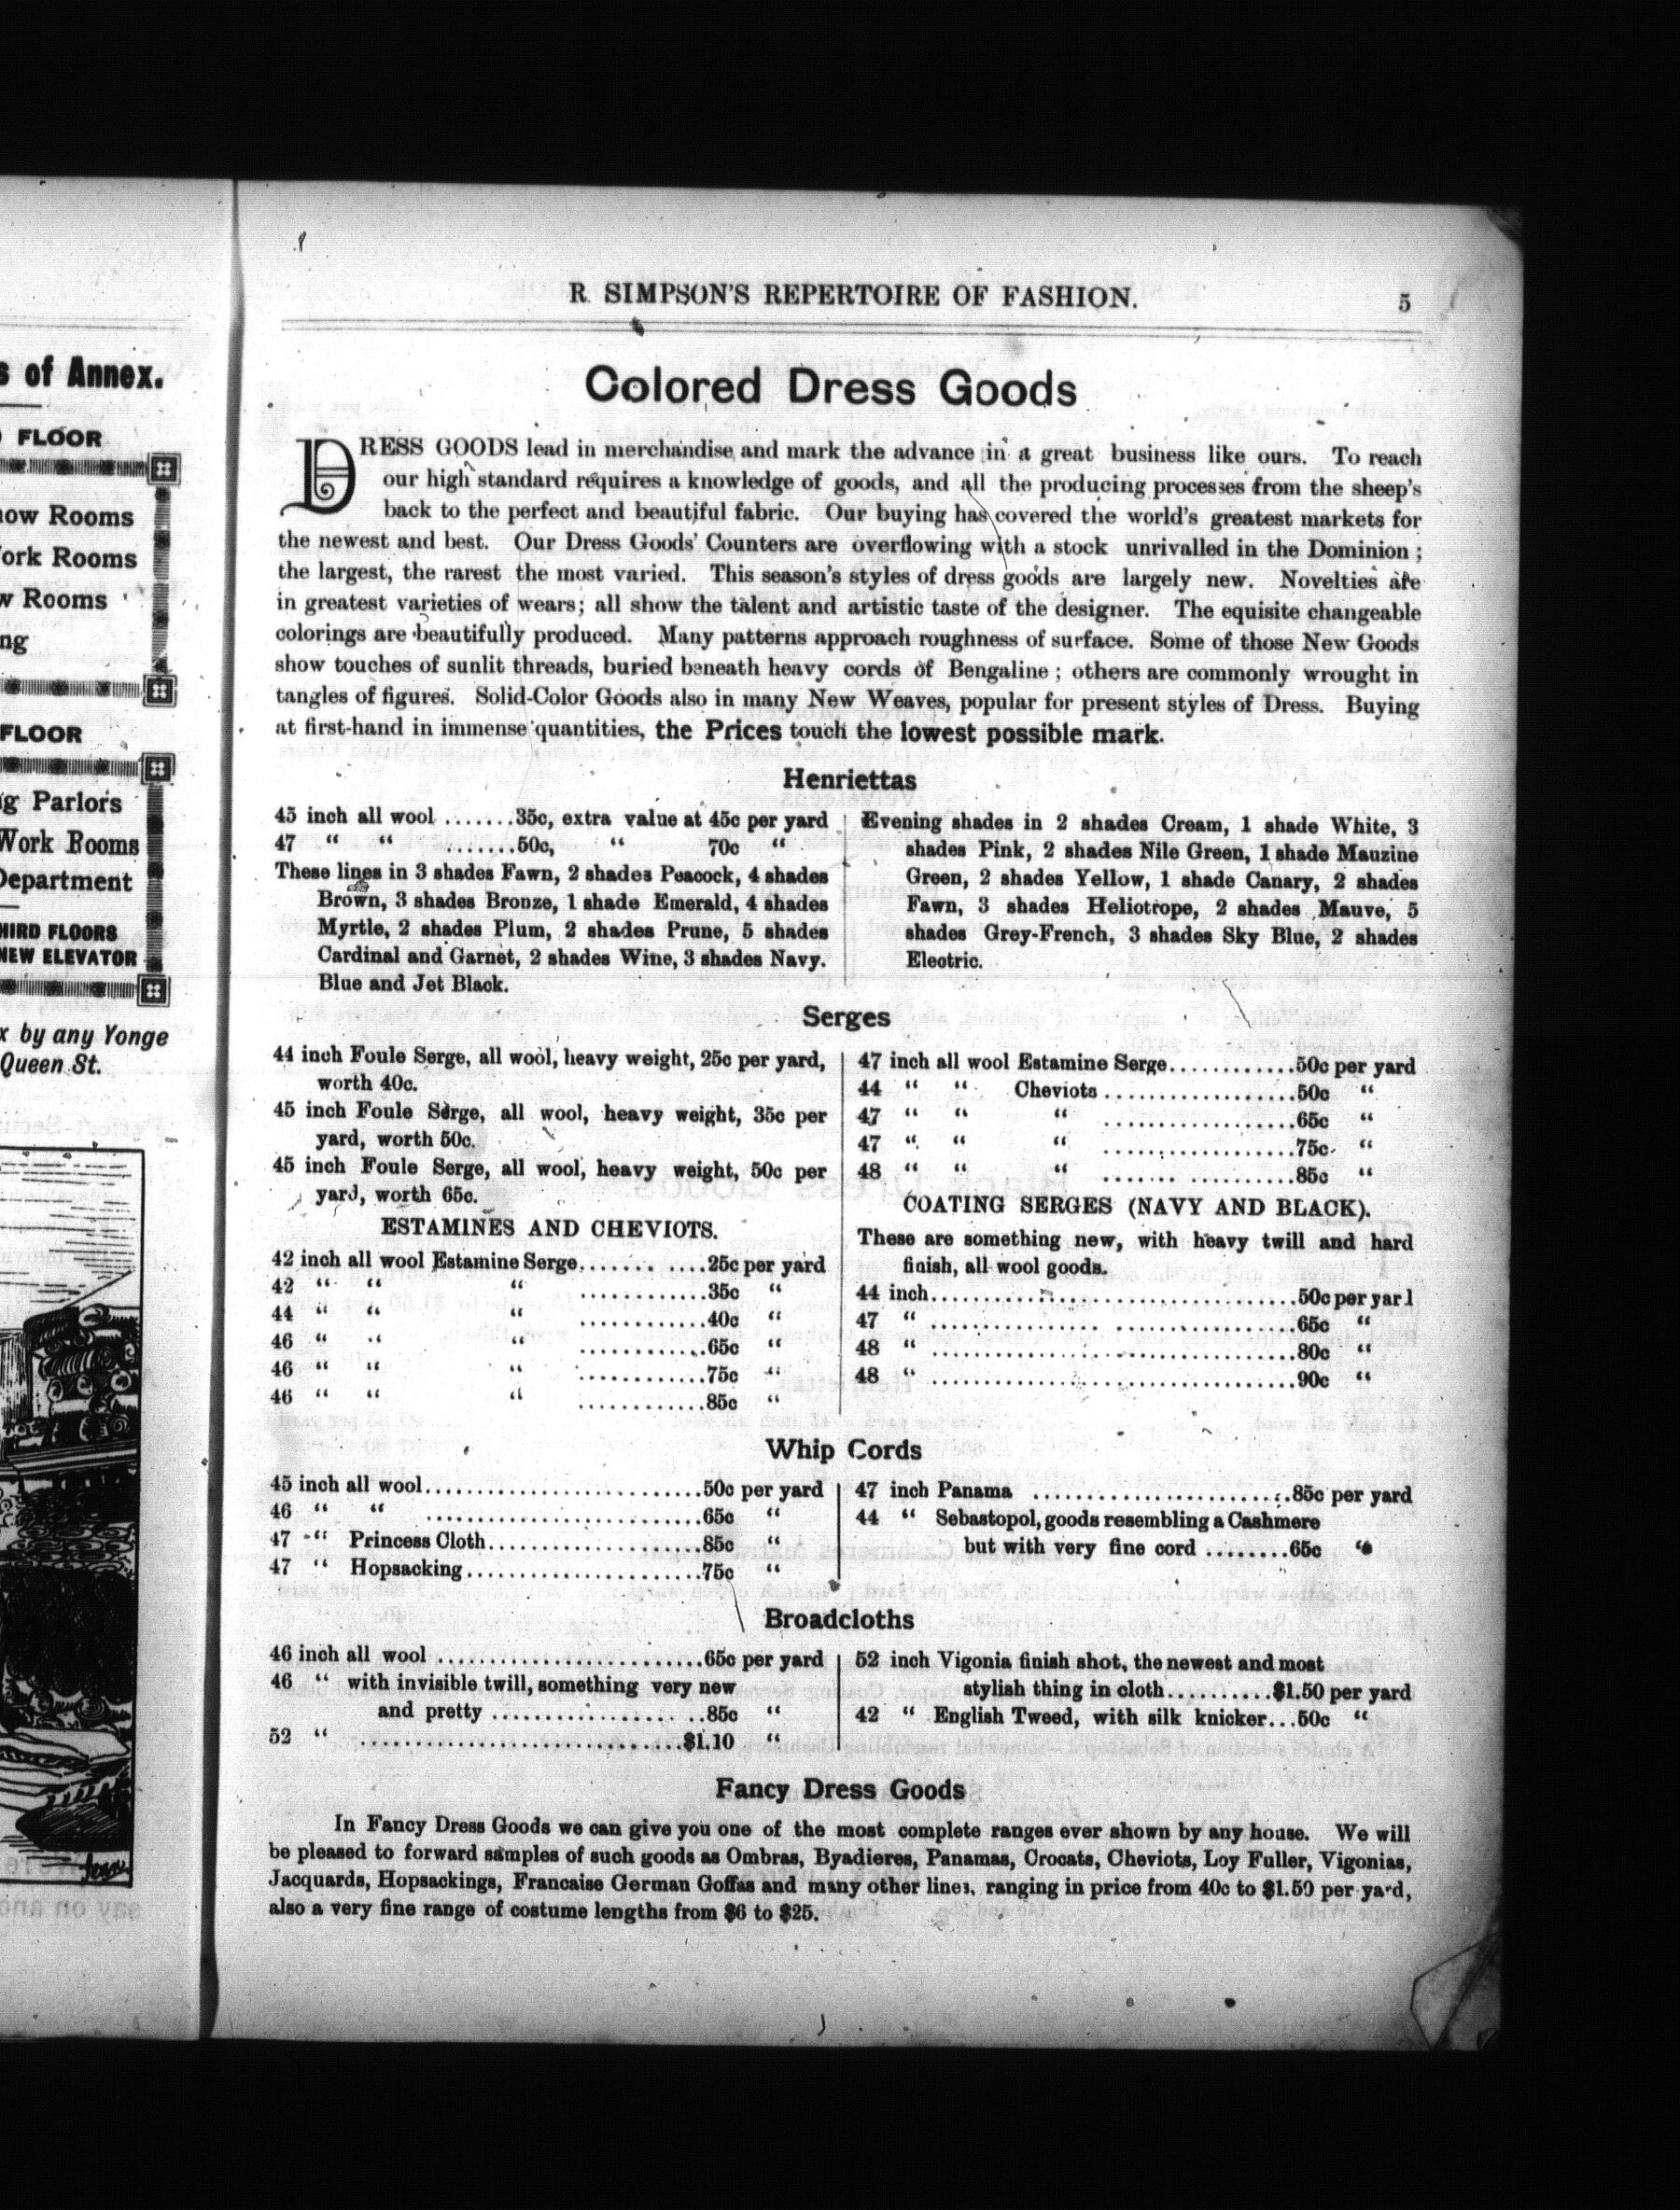 s of Annex.
FLOOR
ow Rooms
ork Rooms
w Rooms
ng
FLOOR
g Parlors
Work Rooms
Department
HIRD FLOORS
NEW ELEVATOR
x by any Yonge
Queen St.
R. SIMPSON'S REPERTOIRE OF FASHION.
5
Colored Dress Goods
DRESS GOODS lead in merchandise and mark the advance in a great business like ours. To reach
our high standard requires a knowledge of goods, and all the producing processes from the sheep's
back to the perfect and beautiful fabric. Our buying has covered the world's greatest markets for
the newest and best. Our Dress Goods' Counters are overflowing with a stock unrivalled in the Dominion ;
the largest, the rarest the most varied. This season's styles of dress goods are largely new. Novelties are
in greatest varieties of wears; all show the talent and artistic taste of the designer. The equisite changeable
colorings are beautifully produced. Many patterns approach roughness of surface. Some of those New Goods
show touches of sunlit threads, buried beneath heavy cords of Bengaline ; others are commonly wrought in
tangles of figures. Solid-Color Goods also in many New Weaves, popular for present styles of Dress. Buying
at first-hand in immense quantities, the Prices touch the lowest possible mark.
Henriettas
45 inch all wool .......35c, extra value at 45c per yard
47 “ “ .......50c, “ 70c “
These lines in 3 shades Fawn, 2 shades Peacock, 4 shades
Brown, 3 shades Bronze, 1 shade Emerald, 4 shades
Myrtle, 2 shades Plum, 2 shades Prune, 5 shades
Cardinal and Garnet, 2 shades Wine, 3 shades Navy.
Blue and Jet Black.
Evening shades in 2 shades Cream, 1 shade White, 3
shades Pink, 2 shades Nile Green, 1 shade Mauzine
Green, 2 shades Yellow, 1 shade Canary, 2 shades
Fawn, 3 shades Heliotrope, 2 shades Mauve, 5
shades Grey-French, 3 shades Sky Blue, 2 shades
Electric.
Serges
44 inch Foule Serge, all wool, heavy weight, 25c per yard,
worth 40c.
45 inch Foule Serge, all wool, heavy weight, 35c per
yard, worth 50c.
45 inch Foule Serge, all wool, heavy weight, 50c per
yard, worth 65c.
ESTAMINES AND CHEVIOTS.
42 inch all wool Estamine Serge....... ....25c per yard
42 “ “ “ ............35c “
44 “ “ “ ............40c “
46 “ “ “ ............65c “
46 “ “ “ ............75c “
46 “ “ “ ............85c “
47 inch all wool Estamine Serge............50c per yard
44 “ “ Cheviots ..................50c “
47 “ “ “ ..................65c “
47 “ “ “ ..................75c “
48 “ “ “ ....... ..........85c “
COATING SERGES (NAVY AND BLACK).
These are something new, with heavy twill and hard
finish, all wool goods.
44 inch....................................50c per yard
47 “ ................ .................65c “
48 “ ...................................80c “
48 “ ...................................90c “
Whip Cords
45 inch all wool...........................50c per yard
46 “ “ ..........................65c “
47 “ Princess Cloth.....................85c “
47 “ Hopsacking.......................75c “
47 inch Panama .........................85c per yard
44 “ Sebastopol, goods resembling a Cashmere
but with very fine cord ........65c “
Broadcloths
46 inch all wool ..........................65c per yard
46 “ with invisible twill, something very new
and pretty .................. ..85c “
52 “ ...............................$1.10 “
52 inch Vigonia finish shot, the newest and most
stylish thing in cloth..........$1.50 per yard
42 “ English Tweed, with silk knicker...50c “
Fancy Dress Goods
In Fancy Dress Goods we can give you one of the most complete ranges ever shown by any house. We will
be pleased to forward samples of such goods as Ombras, Byadieres, Panamas, Crocats, Cheviots, Loy Fuller, Vigonias,
Jacquards, Hopsackings, Francaise German Goffas and many other lines, ranging in price from 40c to $1.50 per yard,
also a very fine range of costume lengths from $6 to $25.